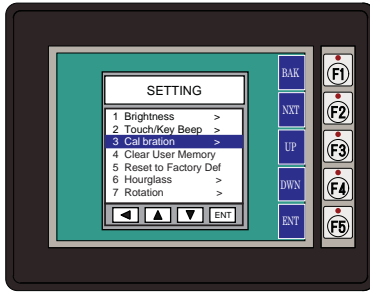 SETTING
1 Brightness >
2 Touch/Key Beep >
3 Cal bration >
4 Clear User Memory
5 Reset to Factory Def
6 Hourglass >
7 Rotation >
ENT
BAK
NXT
UP
DWN
ENT
F1
F2
F3
F4
F5